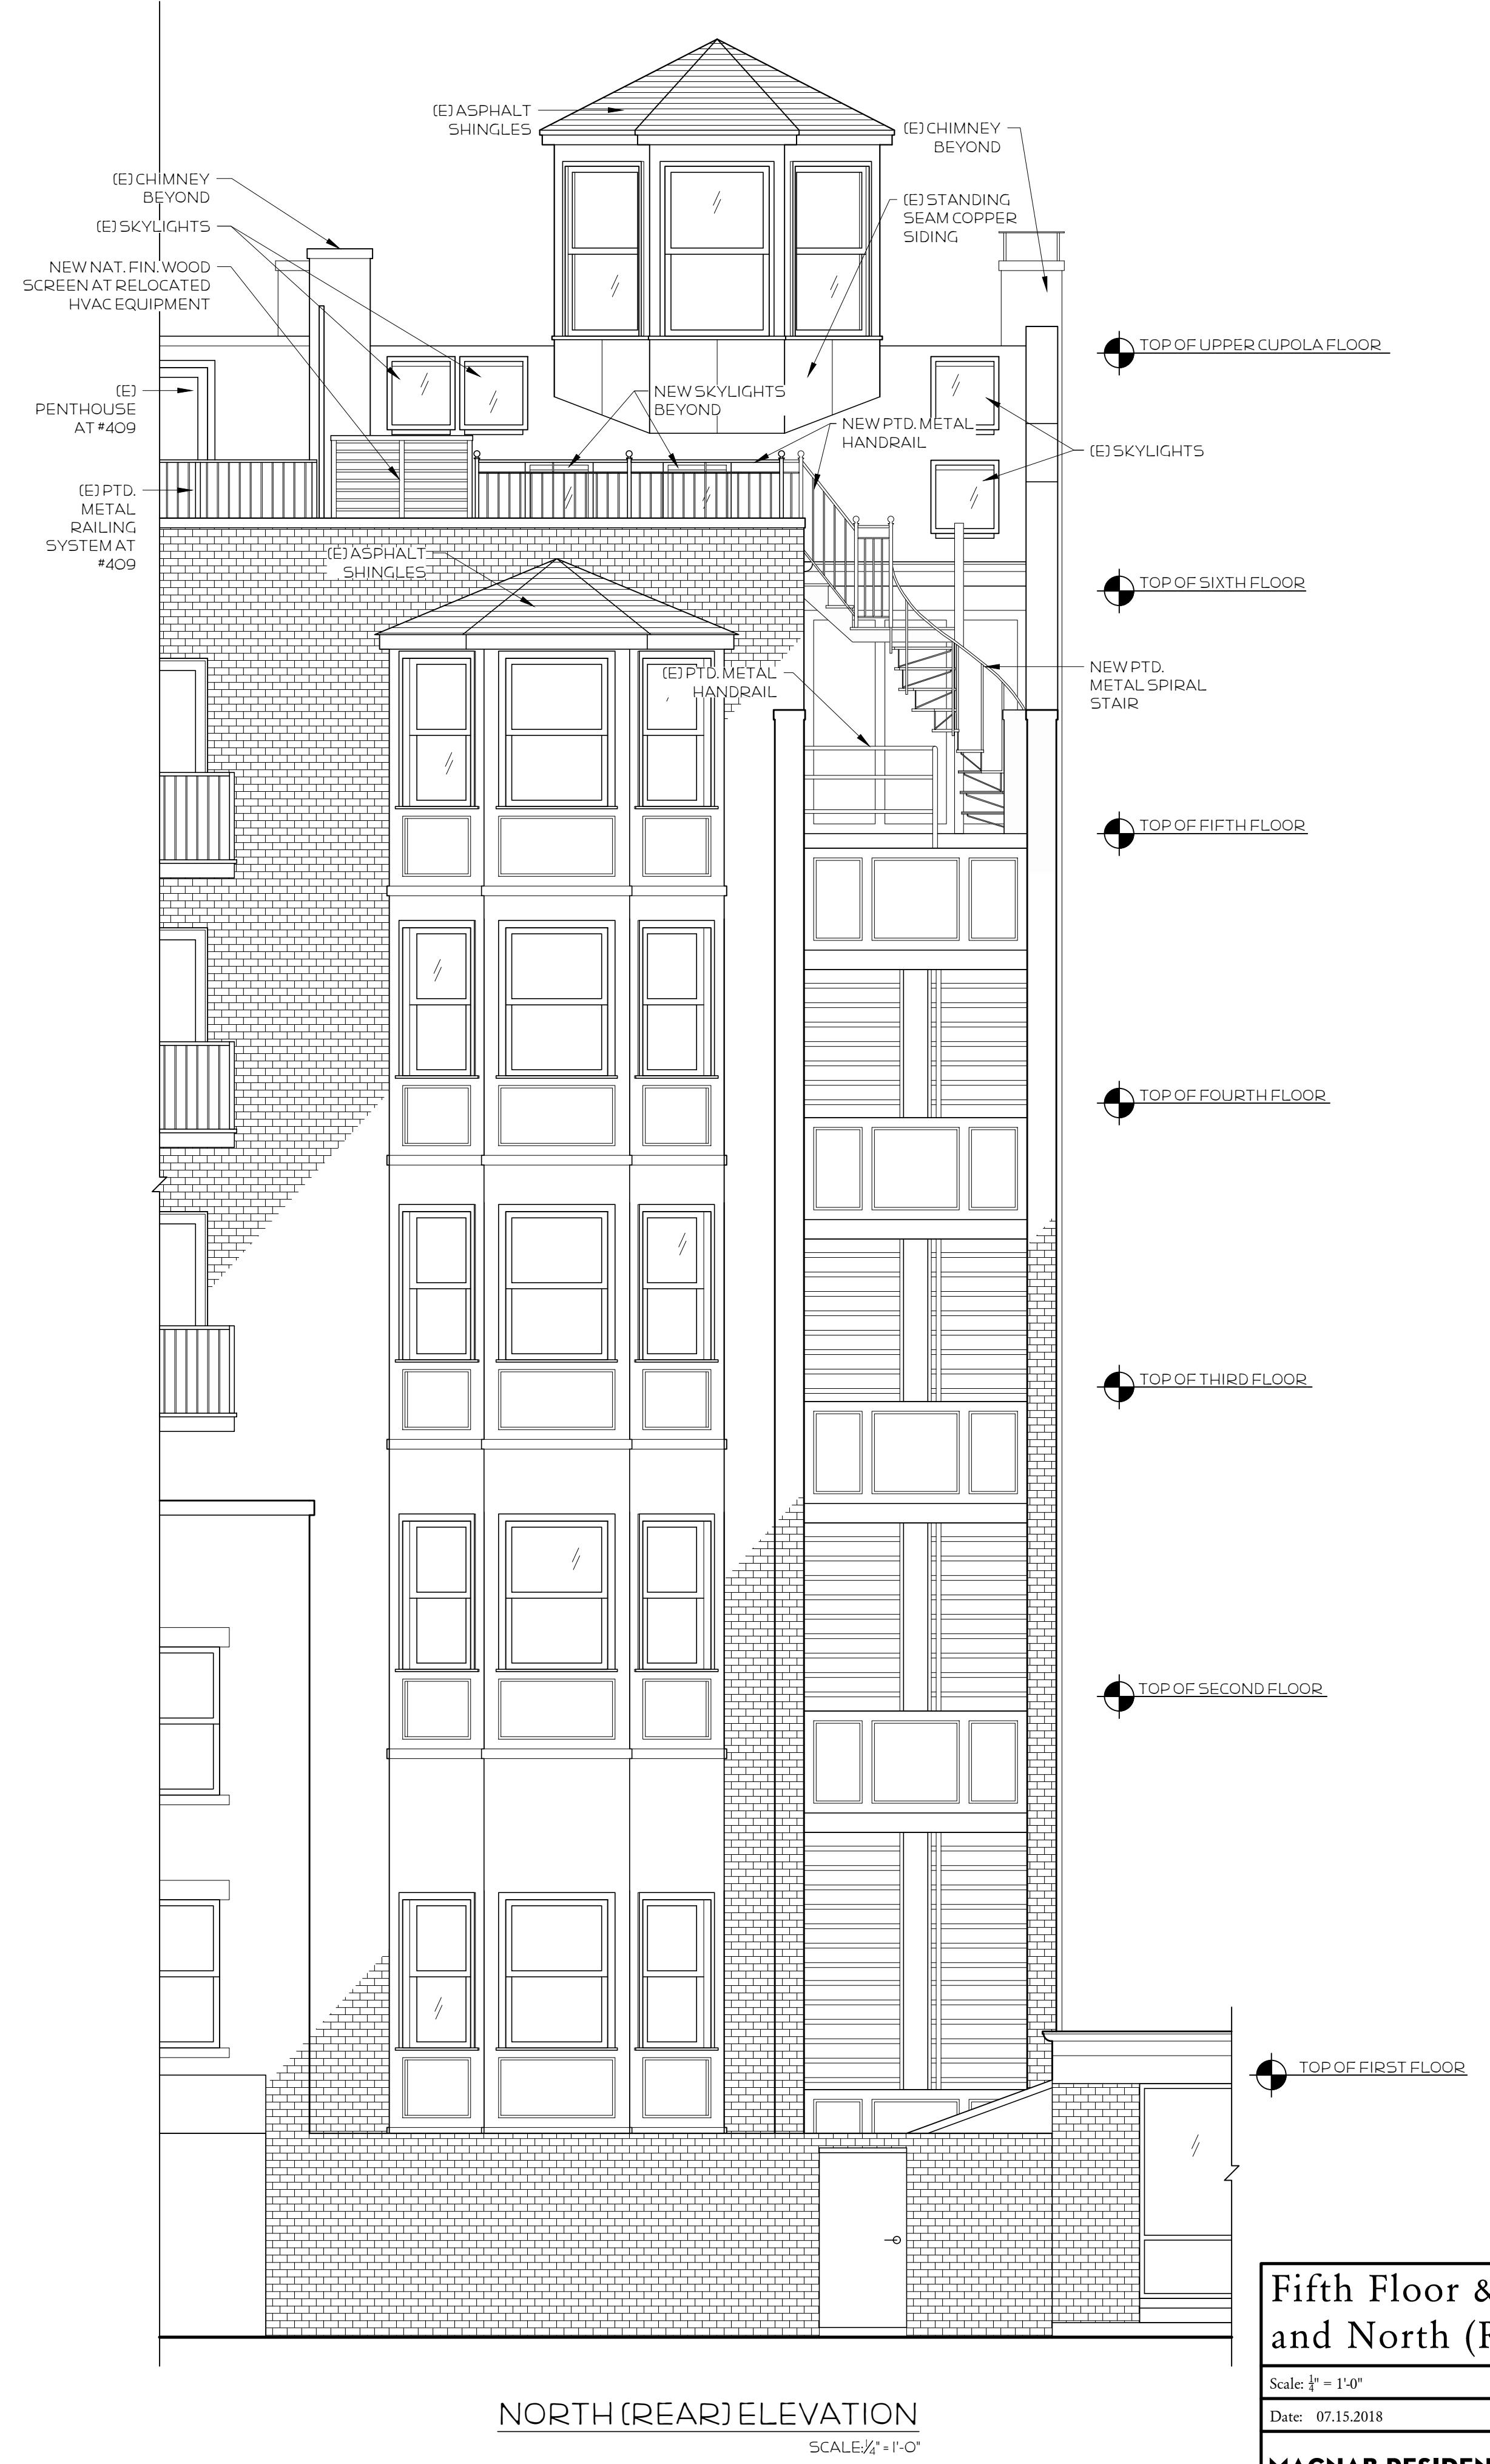 (E) ASPHALT
SHINGLES
(E) CHIMNEY
BEYOND
(E) CHIMNEY
BEYOND
(E) STANDING
SEAM COPPER
SIDING
(E) SKYLIGHTS
NEW NAT. FIN. WOOD
SCREEN AT RELOCATED
HVAC EQUIPMENT
TOP OF UPPER CUPOLA FLOOR
(E)
PENTHOUSE
AT #409
NEW SKYLIGHTS
BEYOND
NEW PTD. METAL
HANDRAIL
(E) SKYLIGHTS
(E) PTD.
METAL
RAILING
SYSTEM AT
#409
(E) ASPHALT
SHINGLES
TOP OF SIXTH FLOOR
(E) PTD. METAL
HANDRAIL
NEW PTD.
METAL SPIRAL
STAIR
TOP OF FIFTH FLOOR
TOP OF FOURTH FLOOR
TOP OF THIRD FLOOR
TOP OF SECOND FLOOR
TOP OF FIRST FLOOR
Fifth Floor &
and North (R
Scale: ¼" = 1'-0"
Date: 07.15.2018
NORTH (REAR) ELEVATION
SCALE: ¼" = 1'-0"